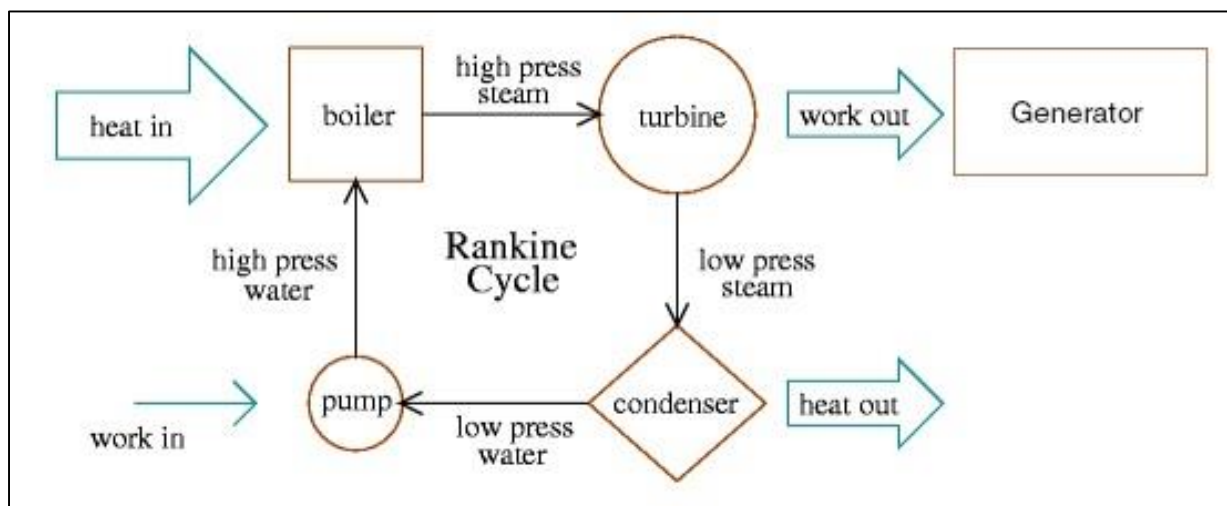 heat in
boiler
high press
steam
turbine
work out
Generator
high press
water
Rankine
Cycle
low press
steam
work in
pump
low press
water
condenser
heat out